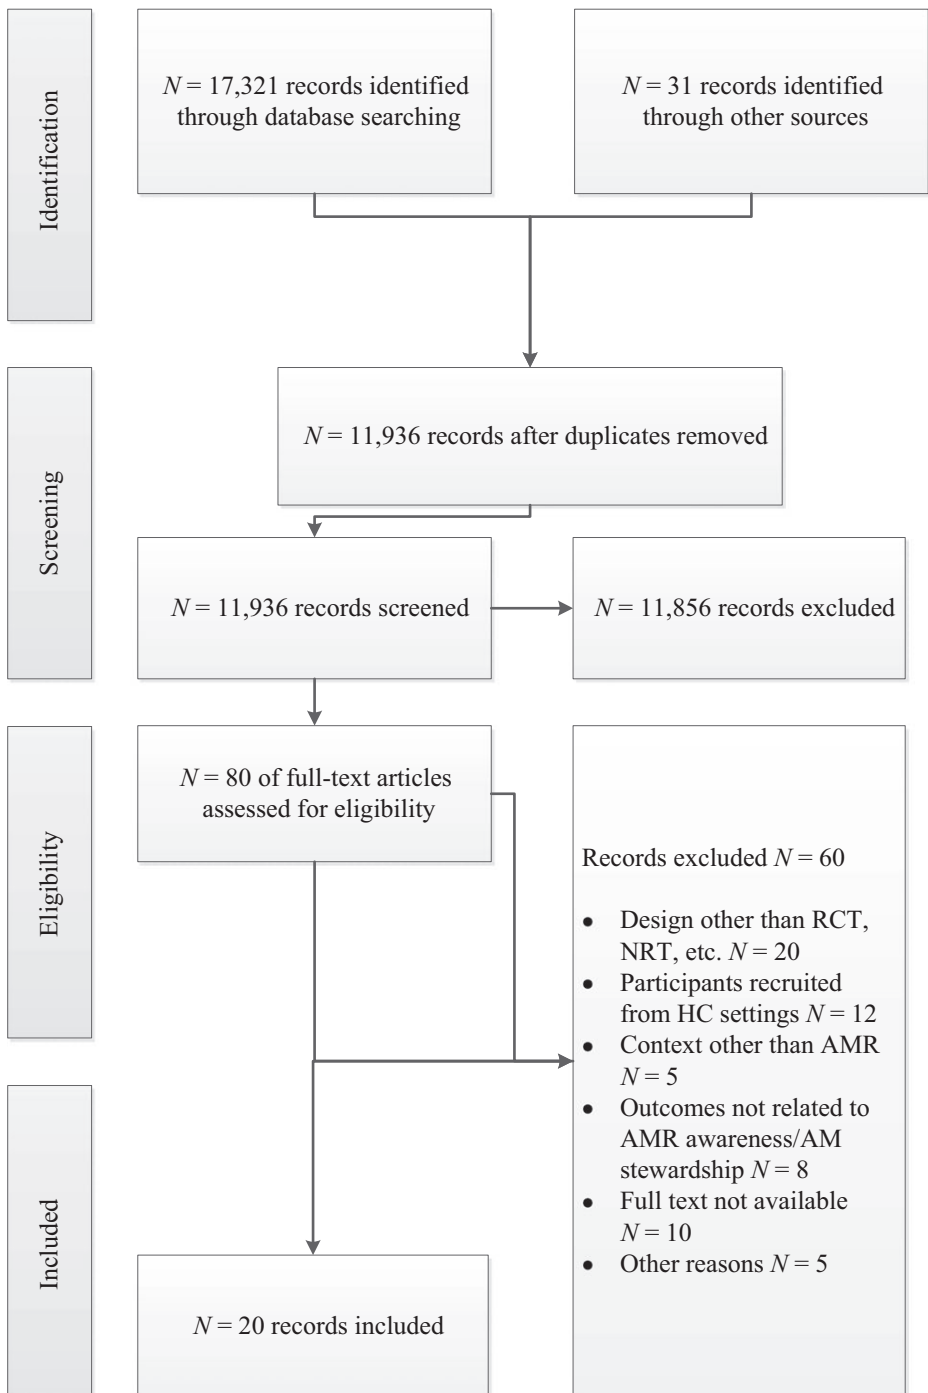 Identification
N = 17,321 records identified
through database searching
N = 31 records identified
through other sources
Screening
N = 11,936 records after duplicates removed
N = 11,936 records screened
N = 11,856 records excluded
Eligibility
N = 80 of full-text articles
assessed for eligibility
Records excluded N = 60
• Design other than RCT,
NRT, etc. N = 20
• Participants recruited
from HC settings N = 12
• Context other than AMR
N = 5
• Outcomes not related to
AMR awareness/AM
stewardship N = 8
• Full text not available
N = 10
• Other reasons N = 5
Included
N = 20 records included